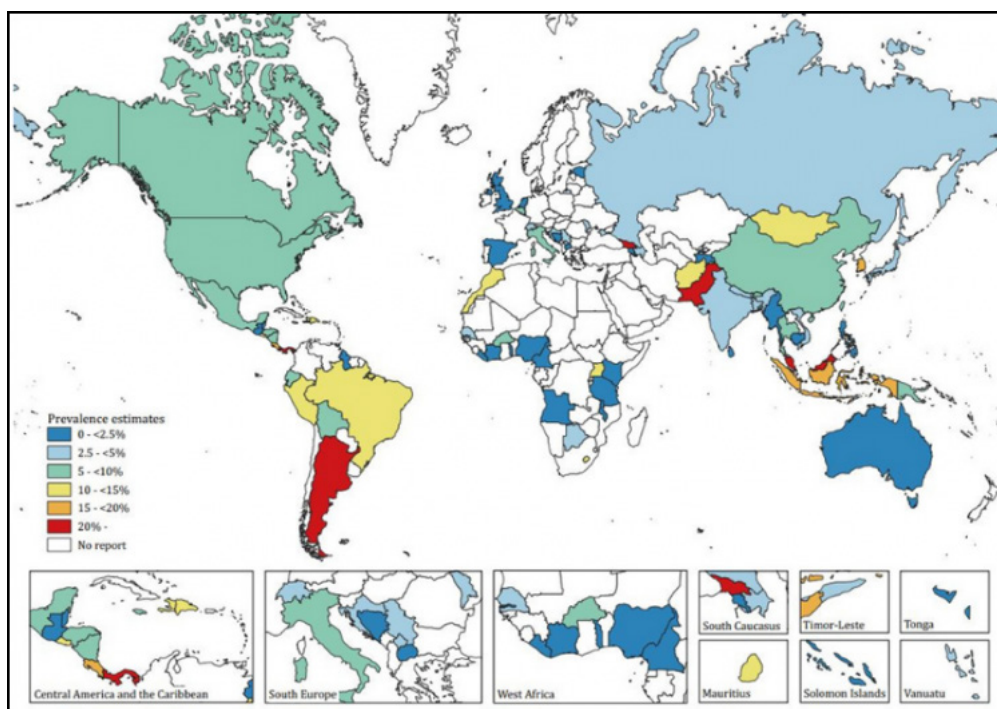 Prevalence estimates
0 - <2.5%
2.5 - <5%
5 - <10%
10 - <15%
15 - <20%
20% -
No report
Central America and the Caribbean
South Europe
West Africa
South Caucasus
Timor-Leste
Tonga
Mauritius
Solomon Islands
Vanuatu